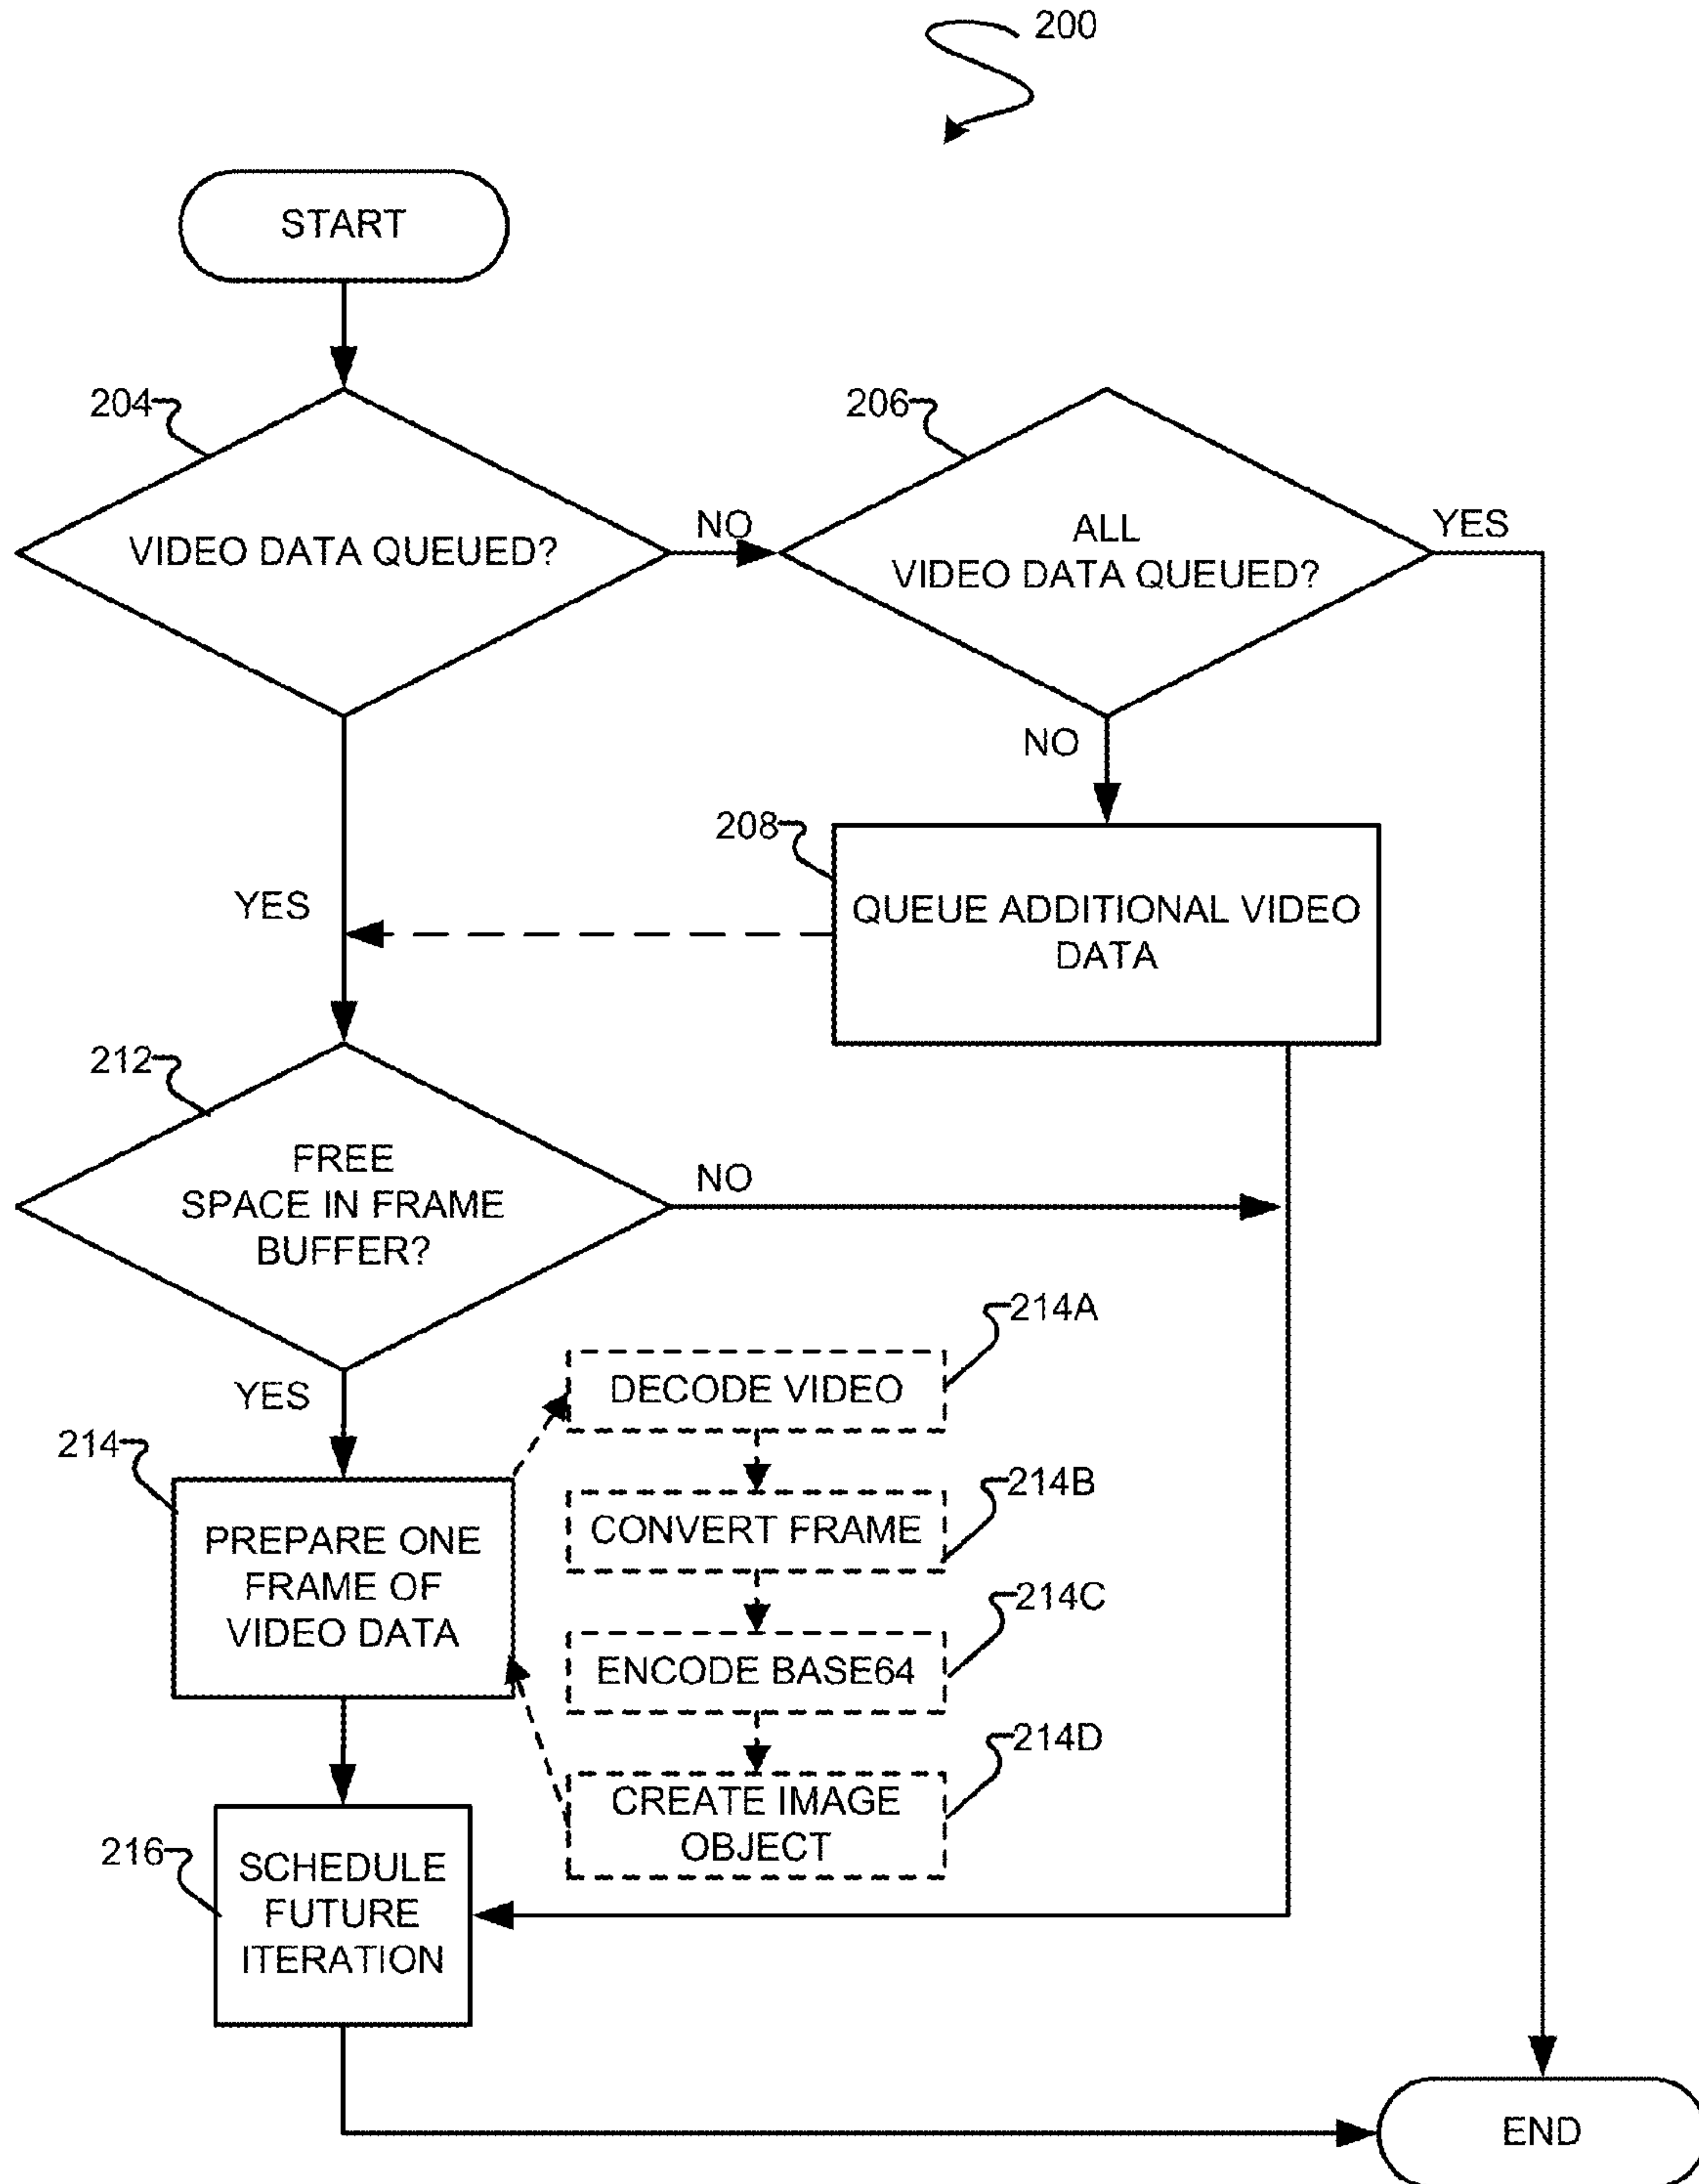 200
START
204
206
VIDEO DATA QUEUED?
NO
ALL
VIDEO DATA QUEUED?
YES
NO
208
QUEUE ADDITIONAL VIDEO
DATA
YES
212
FREE
SPACE IN FRAME
BUFFER?
NO
YES
214A
DECODE VIDEO
214
PREPARE ONE
FRAME OF
VIDEO DATA
214B
CONVERT FRAME
214C
ENCODE BASE64
214D
CREATE IMAGE
OBJECT
216
SCHEDULE
FUTURE
ITERATION
END